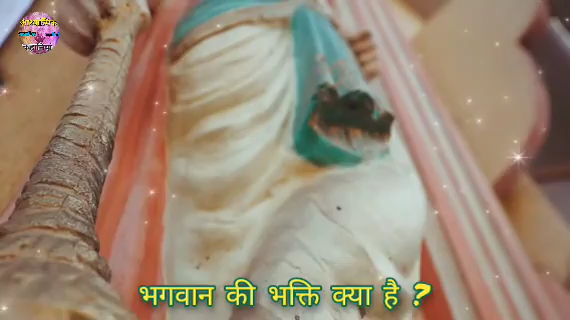 भगवान की भक्ति क्या है ?